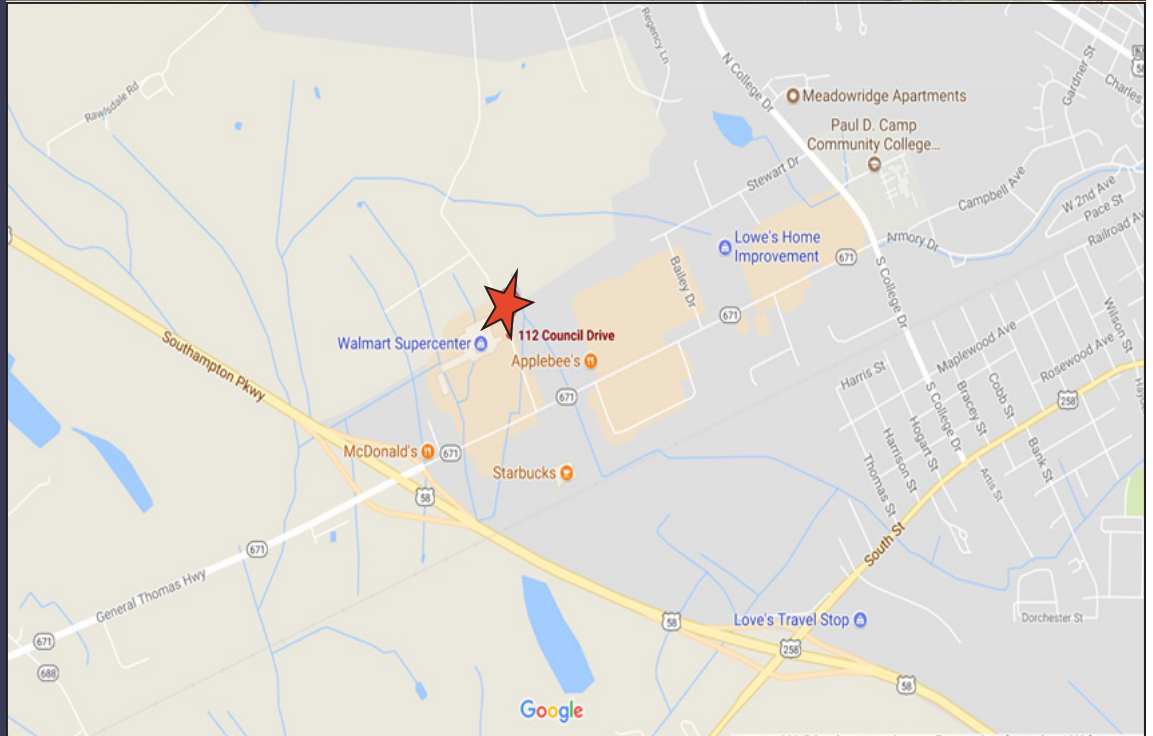 Regency Ln
N College Dr
Gardner St
Charles
Rawlsdale Rd
Meadowridge Apartments
Paul D. Camp
Community College...
Stewart Dr
Campbell Ave
W 2nd Ave
Pace St
Railroad Av
Lowe's Home
Improvement
671
Armory Dr
Bailey Dr
S College Dr
671
112 Council Drive
Walmart Supercenter
Applebee's
Southampton Pkwy
671
Wilson St
Maplewood Ave
Rosewood Ave
Harris St
Cobb St
Bracey St
S College Dr
258
Hogart St
Harrison St
Thomas St
Bank St
Artis St
McDonald's
671
Starbucks
58
South St
671
General Thomas Hwy
671
688
58
Love's Travel Stop
Dorchester St
258
58
Google